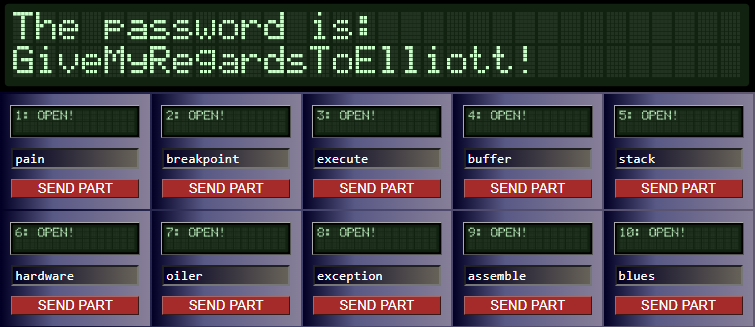 The password is:
GiveMyRegardsToElliott!
1: OPEN!
pain
SEND PART
2: OPEN!
breakpoint
SEND PART
3: OPEN!
execute
SEND PART
4: OPEN!
buffer
SEND PART
5: OPEN!
stack
SEND PART
6: OPEN!
hardware
SEND PART
7: OPEN!
oiler
SEND PART
8: OPEN!
exception
SEND PART
9: OPEN!
assemble
SEND PART
10: OPEN!
blues
SEND PART